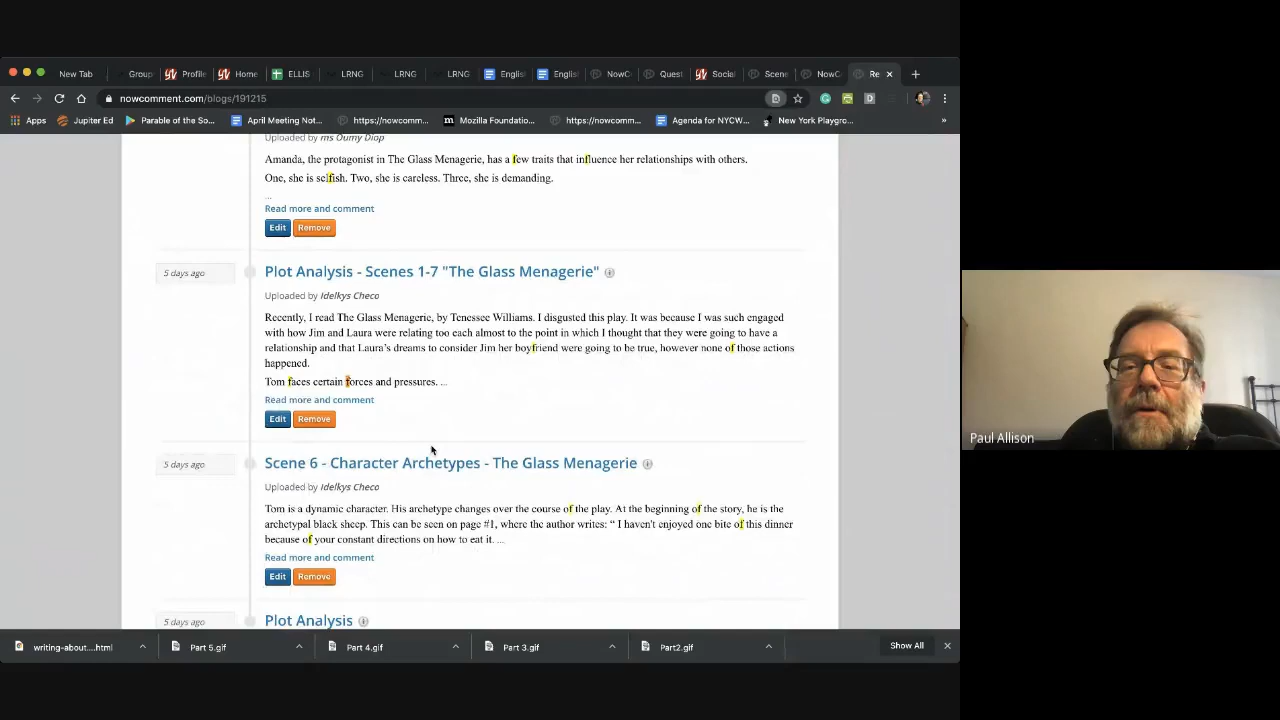 New Tab Group Profile Home ELLIS LRNG LRNG LRNG English English NowC Quest Social Scene NowC Re
nowcomment.com/blogs/191215
Apps Jupiter Ed Parable of the So... April Meeting Not... https://nowcomm... Mozilla Foundatio... https://nowcomm... Agenda for NYCW... New York Playgro... »
Uploaded by ms Oumy Diop
Amanda, the protagonist in The Glass Menagerie, has a few traits that influence her relationships with others.
One, she is selfish. Two, she is careless. Three, she is demanding.
...
Read more and comment
Edit Remove
5 days ago
Plot Analysis - Scenes 1-7 "The Glass Menagerie"
Uploaded by Idelkys Checo
Recently, I read The Glass Menagerie, by Tenessee Williams. I disgusted this play. It was because I was such engaged
with how Jim and Laura were relating too each almost to the point in which I thought that they were going to have a
relationship and that Laura's dreams to consider Jim her boyfriend were going to be true, however none of those actions
happened.
Tom faces certain forces and pressures. ...
Read more and comment
Edit Remove
Paul Allison
5 days ago
Scene 6 - Character Archetypes - The Glass Menagerie
Uploaded by Idelkys Checo
Tom is a dynamic character. His archetype changes over the course of the play. At the beginning of the story, he is the
archetypal black sheep. This can be seen on page #1, where the author writes: “ I haven't enjoyed one bite of this dinner
because of your constant directions on how to eat it. ...
Read more and comment
Edit Remove
5 days ago
Plot Analysis
writing-about....html Part 5.gif Part 4.gif Part 3.gif Part2.gif Show All